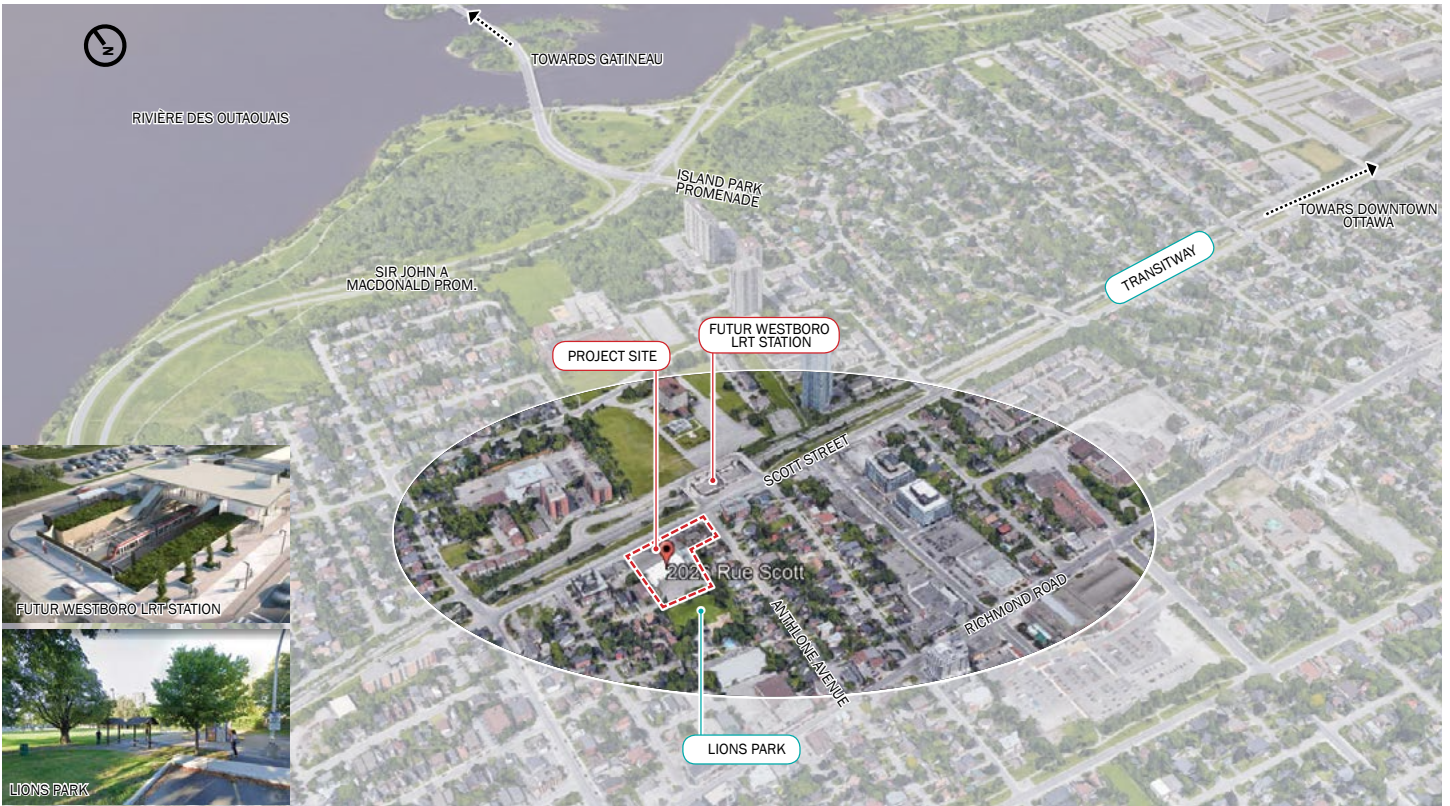 N
TOWARDS GATINEAU
RIVIÈRE DES OUTAOUAIS
ISLAND PARK
PROMENADE
TOWARS DOWNTOWN
OTTAWA
TRANSITWAY
SIR JOHN A
MACDONALD PROM.
FUTUR WESTBORO
LRT STATION
PROJECT SITE
SCOTT STREET
Rue Scott
ANTHLONE AVENUE
RICHMOND ROAD
FUTUR WESTBORO LRT STATION
LIONS PARK
LIONS PARK